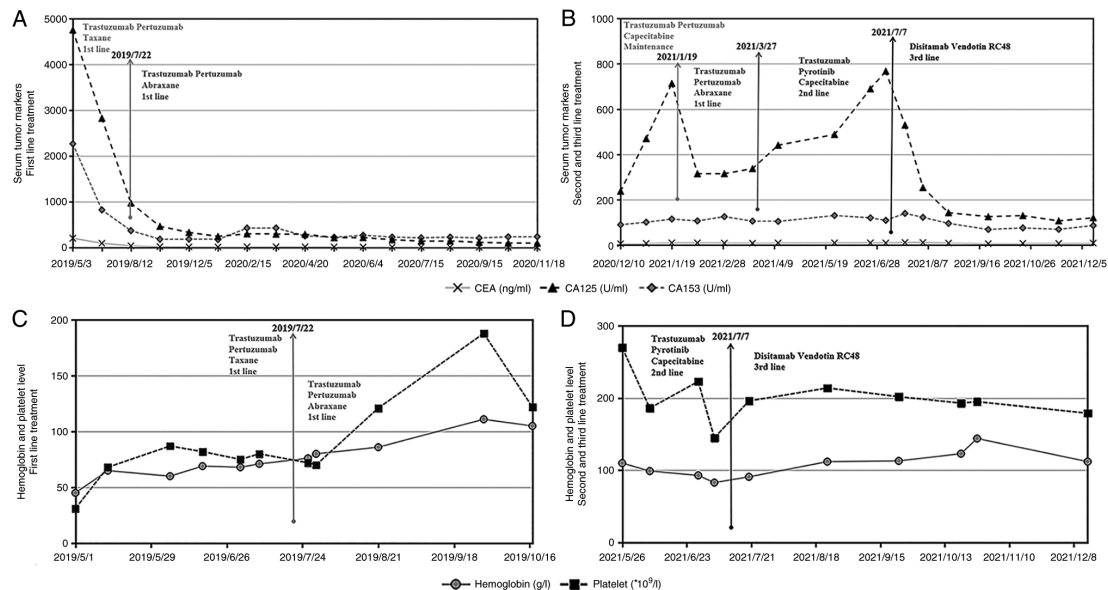 A
Serum tumor markers
First line treatment
5000
4000
3000
2000
1000
0
Trastuzumab Pertuzumab
Taxane
1st line
2019/7/22
Trastuzumab Pertuzumab
Abraxane
1st line
2019/5/3 2019/8/12 2019/12/5 2020/2/15 2020/4/20 2020/6/4 2020/7/15 2020/9/15 2020/11/18
B
Serum tumor markers
Second and third line treatment
1000
800
600
400
200
0
Trastuzumab Pertuzumab
Capecitabine
Maintenance
2021/1/19
Trastuzumab
Pertuzumab
Abraxane
1st line
2021/3/27
Trastuzumab
Pyrotinib
Capecitabine
2nd line
2021/7/7
Disitamab Vendotin RC48
3rd line
2020/12/10 2021/1/19 2021/2/28 2021/4/9 2021/5/19 2021/6/28 2021/8/7 2021/9/16 2021/10/26 2021/12/5
CEA (ng/ml) CA125 (U/ml) CA153 (U/ml)
C
Hemoglobin and platelet level
First line treatment
200
150
100
50
0
2019/7/22
Trastuzumab
Pertuzumab
Taxane
1st line
Trastuzumab
Pertuzumab
Abraxane
1st line
2019/5/1 2019/5/29 2019/6/26 2019/7/24 2019/8/21 2019/9/18 2019/10/16
D
Hemoglobin and platelet level
Second and third line treatment
300
200
100
0
Trastuzumab
Pyrotinib
Capecitabine
2nd line
2021/7/7
Disitamab Vendotin RC48
3rd line
2021/5/26 2021/6/23 2021/7/21 2021/8/18 2021/9/15 2021/10/13 2021/11/10 2021/12/8
Hemoglobin (g/l) Platelet (*10⁹/l)